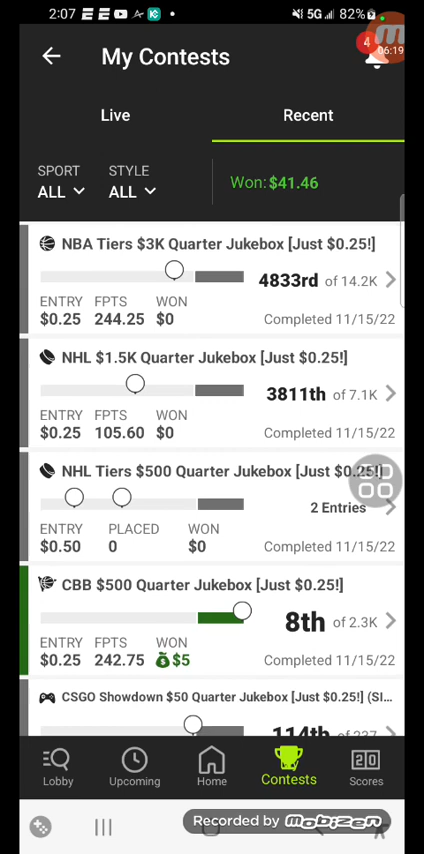 2:07 5G 82%
My Contests
4
06:19
Live Recent
SPORT STYLE
ALL ALL
Won: $41.46
NBA Tiers $3K Quarter Jukebox [Just $0.25!]
4833rd of 14.2K
ENTRY FPTS WON
$0.25 244.25 $0
Completed 11/15/22
NHL $1.5K Quarter Jukebox [Just $0.25!]
3811th of 7.1K
ENTRY FPTS WON
$0.25 105.60 $0
Completed 11/15/22
NHL Tiers $500 Quarter Jukebox [Just $0.25!]
2 Entries
ENTRY PLACED WON
$0.50 0 $0
Completed 11/15/22
CBB $500 Quarter Jukebox [Just $0.25!]
8th of 2.3K
ENTRY FPTS WON
$0.25 242.75 $5
Completed 11/15/22
CSGO Showdown $50 Quarter Jukebox [Just $0.25!] (SI...
114th of 237
Lobby Upcoming Home Contests Scores
Recorded by mobizen